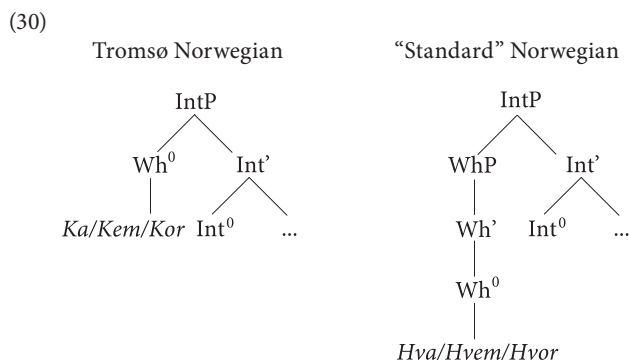 (30)
Tromsø Norwegian “Standard” Norwegian
IntP IntP
Wh⁰ Int’ WhP Int’
Ka/Kem/Kor Int⁰ ... Wh’ Int⁰ ...
Wh⁰
Hva/Hvem/Hvor